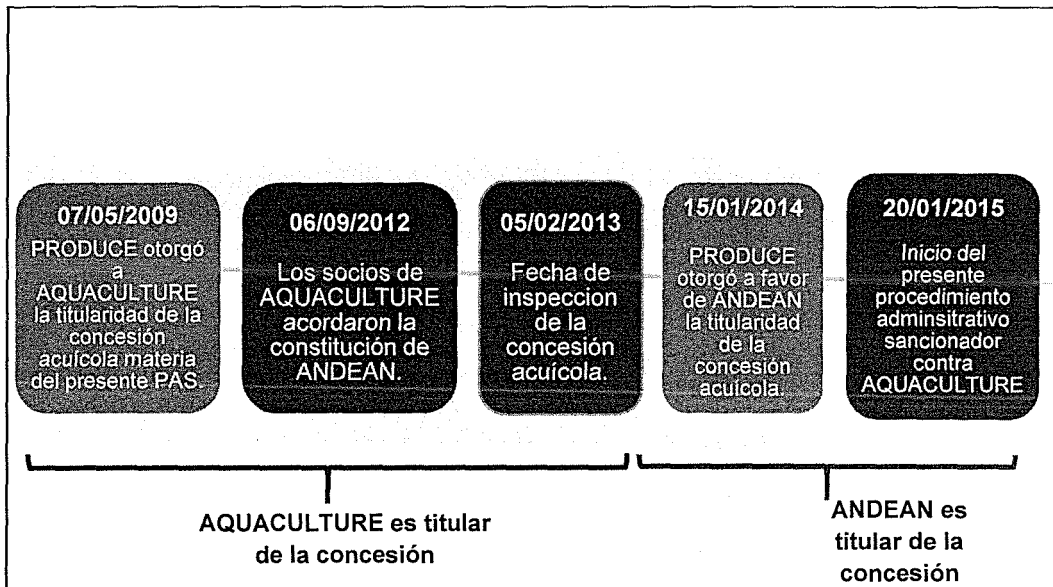 07/05/2009
PRODUCE otorgó
a
AQUACULTURE
la titularidad de la
concesión
acuícola materia
del presente PAS.
06/09/2012
Los socios de
AQUACULTURE
acordaron la
constitución de
ANDEAN.
05/02/2013
Fecha de
inspeccion
de la
concesión
acuícola.
15/01/2014
PRODUCE
otorgó a favor
de ANDEAN
la titularidad
de la
concesión
acuícola.
20/01/2015
Inicio del
presente
procedimiento
adminsitrativo
sancionador
contra
AQUACULTURE
AQUACULTURE es titular
de la concesión
ANDEAN es
titular de la
concesión